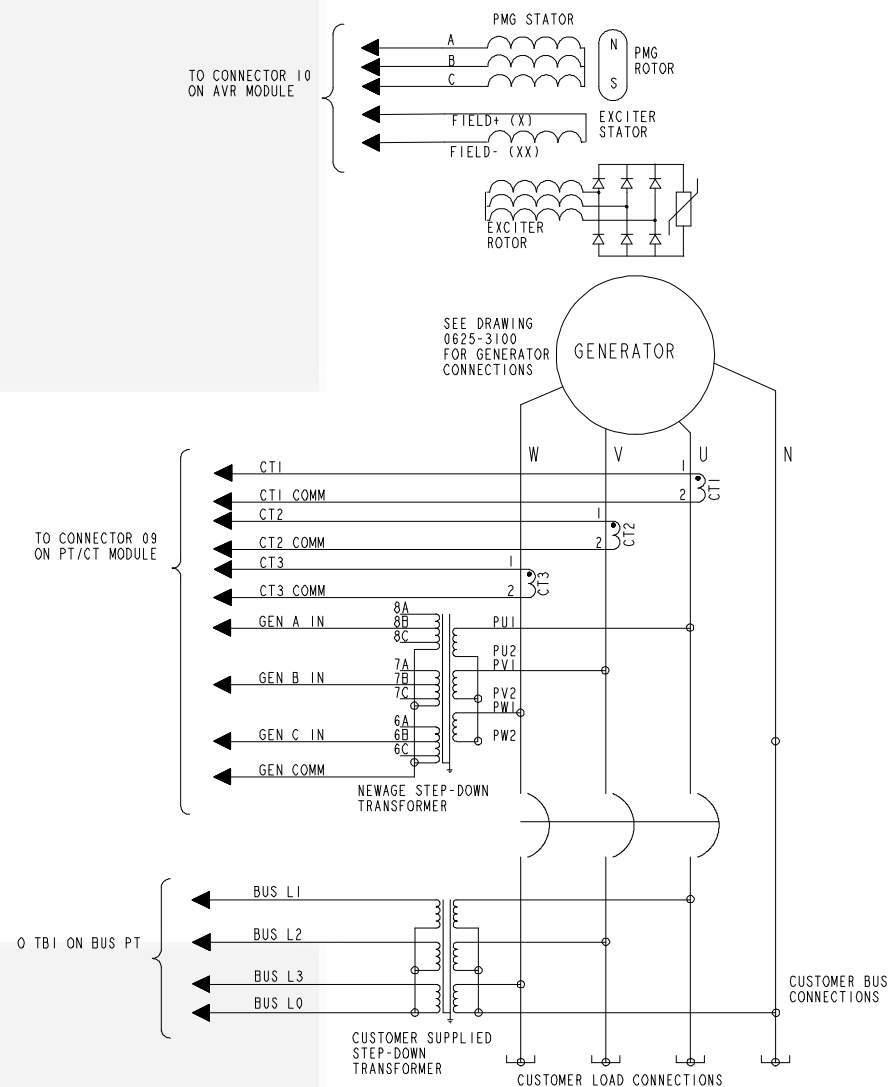 PMG STATOR
A
B
C
N
S
PMG
ROTOR
TO CONNECTOR 10
ON AVR MODULE
FIELD+ (X)
FIELD- (XX)
EXCITER
STATOR
EXCITER
ROTOR
SEE DRAWING
0625-3100
FOR GENERATOR
CONNECTIONS
GENERATOR
W
V
U
N
CT1
1
CT1 COMM
2
CT1
CT2
1
CT2 COMM
2
CT2
CT3
1
CT3 COMM
2
CT3
TO CONNECTOR 09
ON PT/CT MODULE
8A
GEN A IN
8B
PU1
8C
PU2
7A
PV1
GEN B IN
7B
7C
PV2
PW1
6A
GEN C IN
6B
PW2
6C
GEN COMM
NEWAGE STEP-DOWN
TRANSFORMER
BUS L1
BUS L2
O TB1 ON BUS PT
BUS L3
BUS L0
CUSTOMER BUS
CONNECTIONS
CUSTOMER SUPPLIED
STEP-DOWN
TRANSFORMER
CUSTOMER LOAD CONNECTIONS